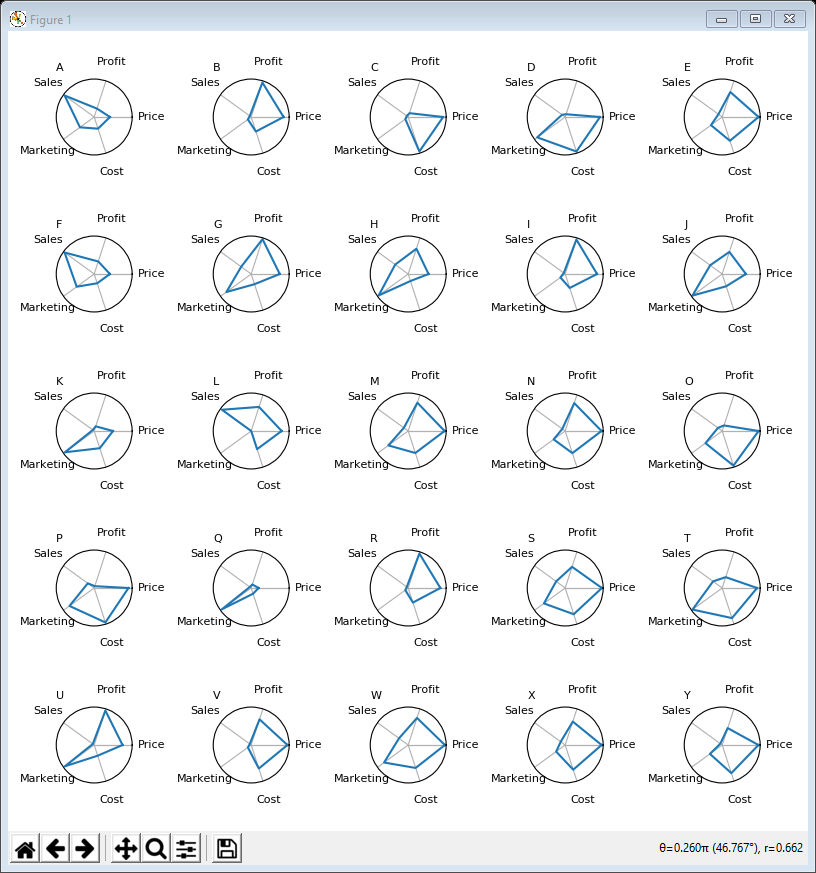 Figure 1
A B C D E
Profit Profit Profit Profit Profit
Sales Sales Sales Sales Sales
Price Price Price Price Price
Marketing Marketing Marketing Marketing Marketing
Cost Cost Cost Cost Cost
F G H I J
Profit Profit Profit Profit Profit
Sales Sales Sales Sales Sales
Price Price Price Price Price
Marketing Marketing Marketing Marketing Marketing
Cost Cost Cost Cost Cost
K L M N O
Profit Profit Profit Profit Profit
Sales Sales Sales Sales Sales
Price Price Price Price Price
Marketing Marketing Marketing Marketing Marketing
Cost Cost Cost Cost Cost
P Q R S T
Profit Profit Profit Profit Profit
Sales Sales Sales Sales Sales
Price Price Price Price Price
Marketing Marketing Marketing Marketing Marketing
Cost Cost Cost Cost Cost
U V W X Y
Profit Profit Profit Profit Profit
Sales Sales Sales Sales Sales
Price Price Price Price Price
Marketing Marketing Marketing Marketing Marketing
Cost Cost Cost Cost Cost
θ=0.260π (46.767°), r=0.662